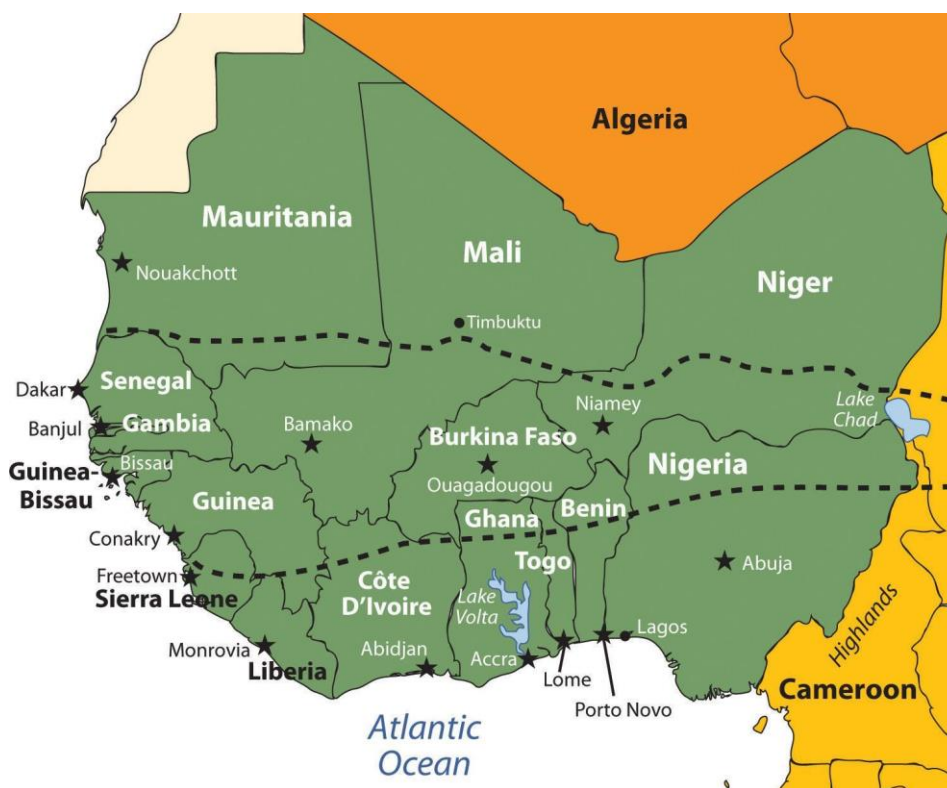 Algeria
Mauritania
Mali
Niger
Nouakchott
Timbuktu
Senegal
Dakar
Gambia
Banjul
Bamako
Niamey
Lake
Chad
Burkina Faso
Ouagadougou
Nigeria
Bissau
Guinea-
Bissau
Guinea
Ghana
Benin
Conakry
Togo
Abuja
Freetown
Sierra Leone
Côte
D'Ivoire
Lake
Volta
Highlands
Monrovia
Liberia
Abidjan
Accra
Lome
Lagos
Porto Novo
Cameroon
Atlantic
Ocean